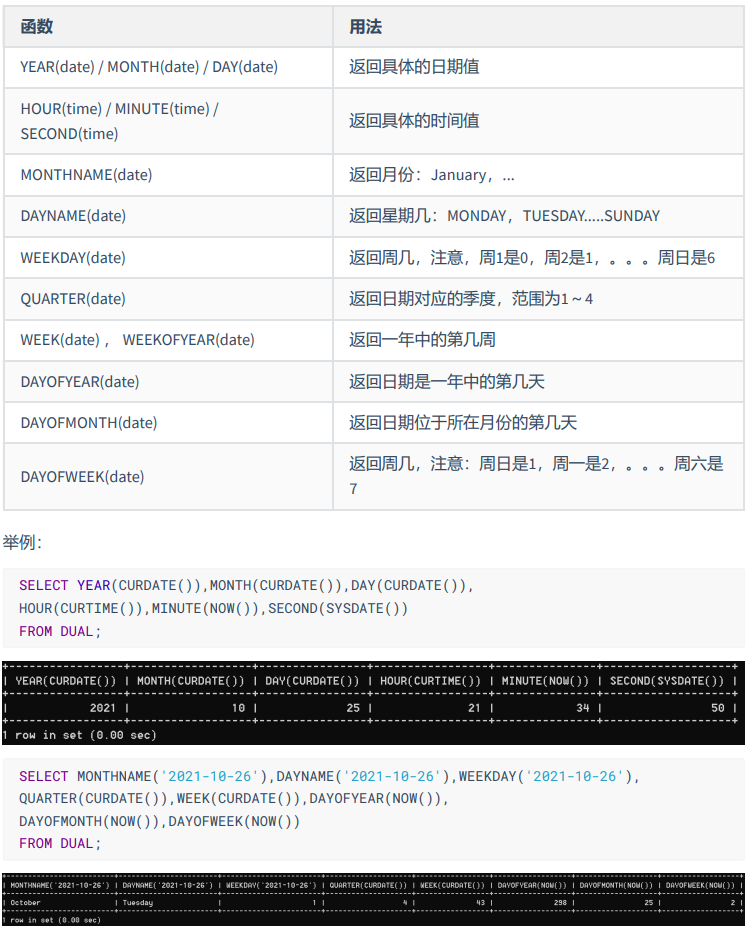 函数 用法
YEAR(date) / MONTH(date) / DAY(date) 返回具体的日期值
HOUR(time) / MINUTE(time) /
SECOND(time) 返回具体的时间值
MONTHNAME(date) 返回月份：January，...
DAYNAME(date) 返回星期几：MONDAY，TUESDAY.....SUNDAY
WEEKDAY(date) 返回周几，注意，周1是0，周2是1，。。。周日是6
QUARTER(date) 返回日期对应的季度，范围为1～4
WEEK(date) ， WEEKOFYEAR(date) 返回一年中的第几周
DAYOFYEAR(date) 返回日期是一年中的第几天
DAYOFMONTH(date) 返回日期位于所在月份的第几天
DAYOFWEEK(date) 返回周几，注意：周日是1，周一是2，。。。周六是
7
举例：
SELECT YEAR(CURDATE()),MONTH(CURDATE()),DAY(CURDATE()),
HOUR(CURTIME()),MINUTE(NOW()),SECOND(SYSDATE())
FROM DUAL;
| YEAR(CURDATE()) | MONTH(CURDATE()) | DAY(CURDATE()) | HOUR(CURTIME()) | MINUTE(NOW()) | SECOND(SYSDATE()) |
| 2021 | 10 | 25 | 21 | 34 | 50 |
1 row in set (0.00 sec)
SELECT MONTHNAME('2021-10-26'),DAYNAME('2021-10-26'),WEEKDAY('2021-10-26'),
QUARTER(CURDATE()),WEEK(CURDATE()),DAYOFYEAR(NOW()),
DAYOFMONTH(NOW()),DAYOFWEEK(NOW())
FROM DUAL;
| MONTHNAME('2021-10-26') | DAYNAME('2021-10-26') | WEEKDAY('2021-10-26') | QUARTER(CURDATE()) | WEEK(CURDATE()) | DAYOFYEAR(NOW()) | DAYOFMONTH(NOW()) | DAYOFWEEK(NOW()) |
| October | Tuesday | 1 | 4 | 43 | 298 | 25 | 2 |
1 row in set (0.00 sec)